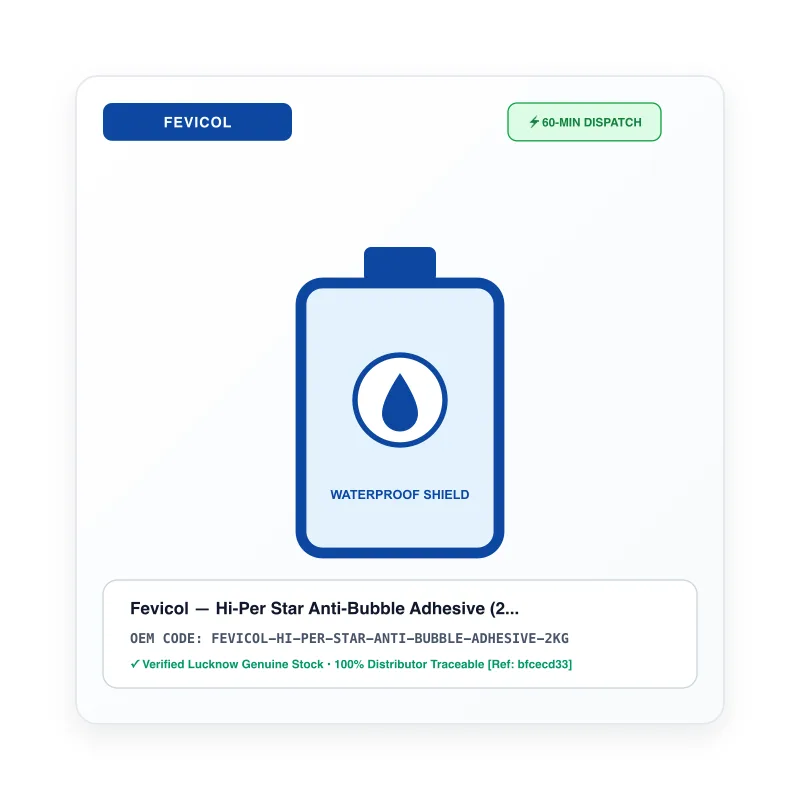 FEVICOL
⚡ 60-MIN DISPATCH
WATERPROOF SHIELD
Fevicol — Hi-Per Star Anti-Bubble Adhesive (2...
OEM CODE: FEVICOL-HI-PER-STAR-ANTI-BUBBLE-ADHESIVE-2KG
✓ Verified Lucknow Genuine Stock · 100% Distributor Traceable [Ref: bfcecd33]